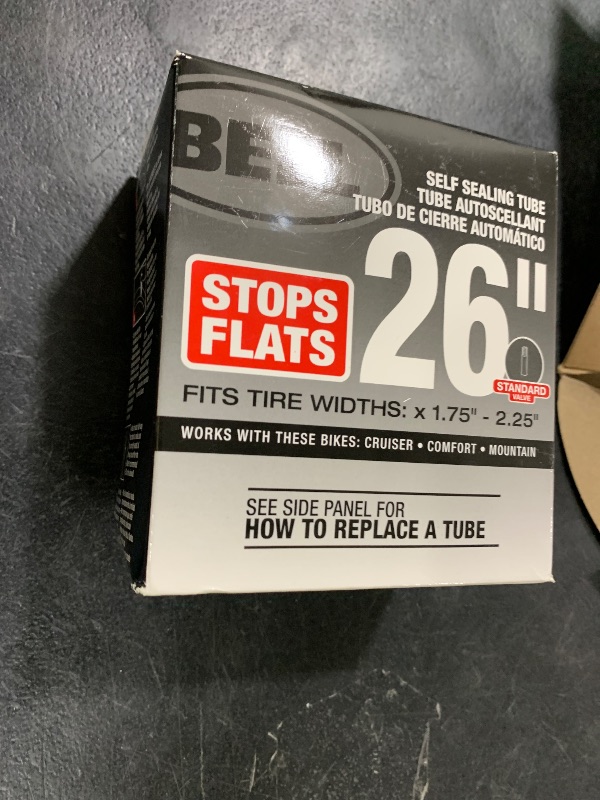 BELL
SELF SEALING TUBE
TUBE AUTOSCELLANT
TUBO DE CIERRE AUTOMÁTICO
STOPS
FLATS
26"
STANDARD
VALVE
FITS TIRE WIDTHS: x 1.75" - 2.25"
WORKS WITH THESE BIKES: CRUISER • COMFORT • MOUNTAIN
SEE SIDE PANEL FOR
HOW TO REPLACE A TUBE